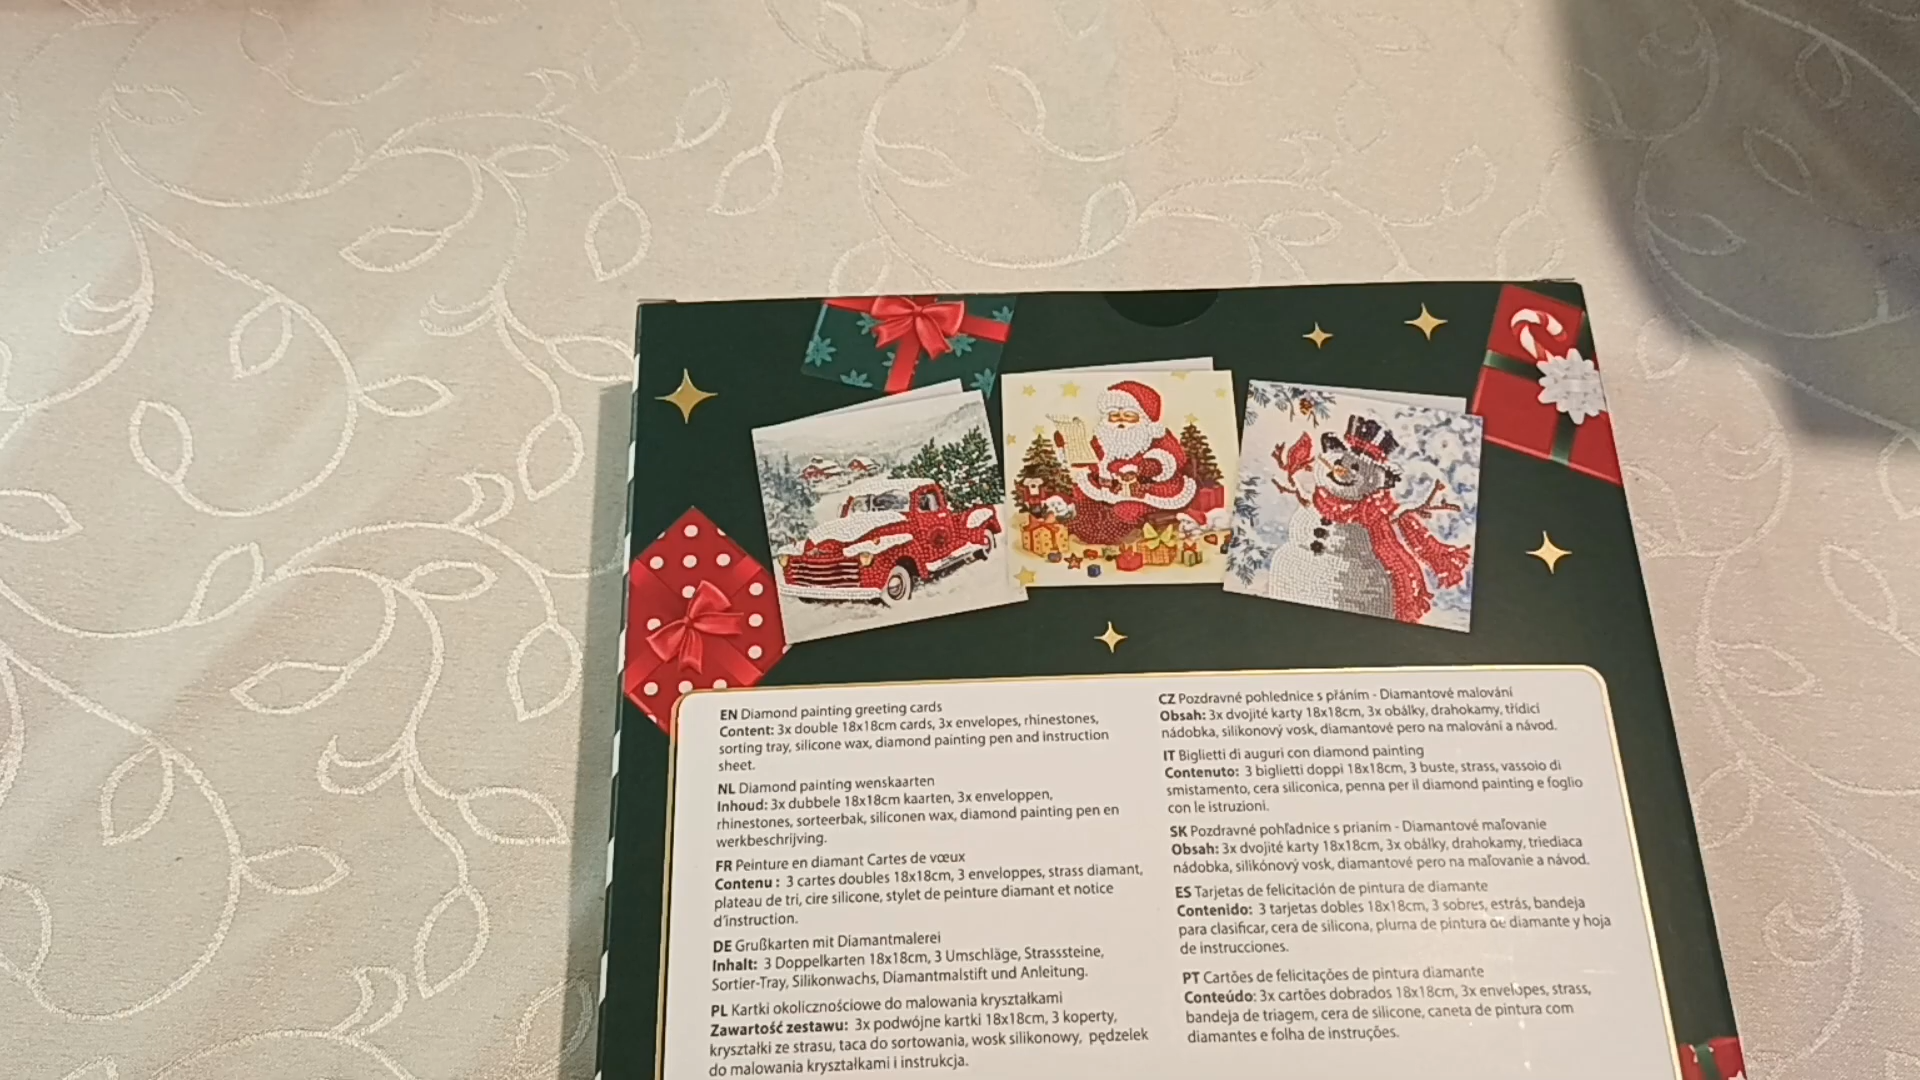 EN Diamond painting greeting cards
Content: 3x double 18x18cm cards, 3x envelopes, rhinestones,
sorting tray, silicone wax, diamond painting pen and instruction
sheet.
NL Diamond painting wenskaarten
Inhoud: 3x dubbele 18x18cm kaarten, 3x enveloppen,
rhinestones, sorteerbak, siliconen wax, diamond painting pen en
werkbeschrijving.
FR Peinture en diamant Cartes de vœux
Contenu : 3 cartes doubles 18x18cm, 3 enveloppes, strass diamant,
plateau de tri, cire silicone, stylet de peinture diamant et notice
d'instruction.
DE Grußkarten mit Diamantmalerei
Inhalt: 3 Doppelkarten 18x18cm, 3 Umschläge, Strasssteine,
Sortier-Tray, Silikonwachs, Diamantmalstift und Anleitung.
PL Kartki okolicznościowe do malowania kryształkami
Zawartość zestawu: 3x podwójne kartki 18x18cm, 3 koperty,
kryształki ze strasu, taca do sortowania, wosk silikonowy, pędzelek
do malowania kryształkami i instrukcja.
CZ Pozdravné pohlednice s přáním - Diamantové malování
Obsah: 3x dvojité karty 18x18cm, 3x obálky, drahokamy, třídící
nádobka, silikonový vosk, diamantové pero na malování a návod.
IT Biglietti di auguri con diamond painting
Contenuto: 3 biglietti doppi 18x18cm, 3 buste, strass, vassoio di
smistamento, cera siliconica, penna per il diamond painting e foglio
con le istruzioni.
SK Pozdravné pohľadnice s prianím - Diamantové maľovanie
Obsah: 3x dvojité karty 18x18cm, 3x obálky, drahokamy, triediaca
nádobka, silikónový vosk, diamantové pero na maľovanie a návod.
ES Tarjetas de felicitación de pintura de diamante
Contenido: 3 tarjetas dobles 18x18cm, 3 sobres, estrás, bandeja
para clasificar, cera de silicona, pluma de pintura de diamante y hoja
de instrucciones.
PT Cartões de felicitações de pintura diamante
Conteúdo: 3x cartões dobrados 18x18cm, 3x envelopes, strass,
bandeja de triagem, cera de silicone, caneta de pintura com
diamantes e folha de instruções.